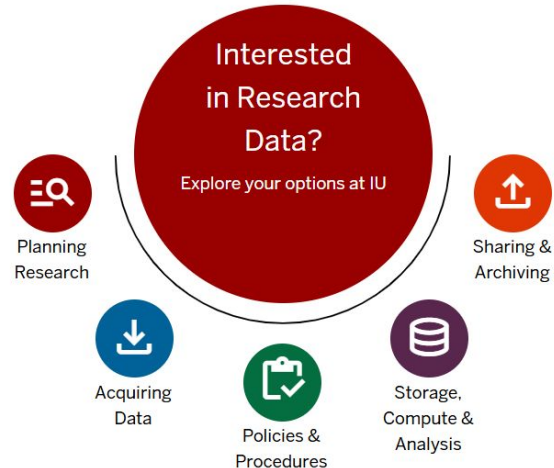 Interested
in Research
Data?
Explore your options at IU
Planning
Research
Acquiring
Data
Policies &
Procedures
Storage,
Compute &
Analysis
Sharing &
Archiving